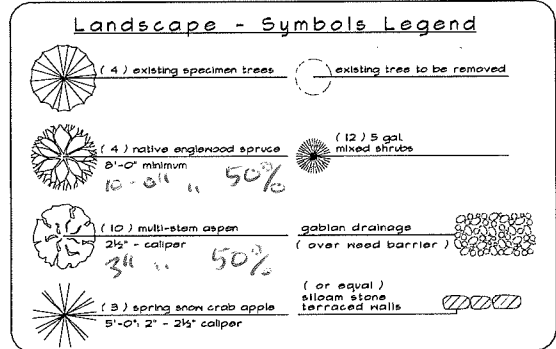 Landscape - Symbols Legend
( 4 ) existing specimen trees
existing tree to be removed
( 4 ) native englewood spruce
8'-0" minimum
10-0" " 50%
( 12 ) 5 gal.
mixed shrubs
( 10 ) multi-stem aspen
2½" - caliper
3" " 50%
gabian drainage
( over weed barrier )
( 3 ) spring snow crab apple
5'-0"; 2" - 2½" caliper
( or equal )
siloam stone
terraced walls